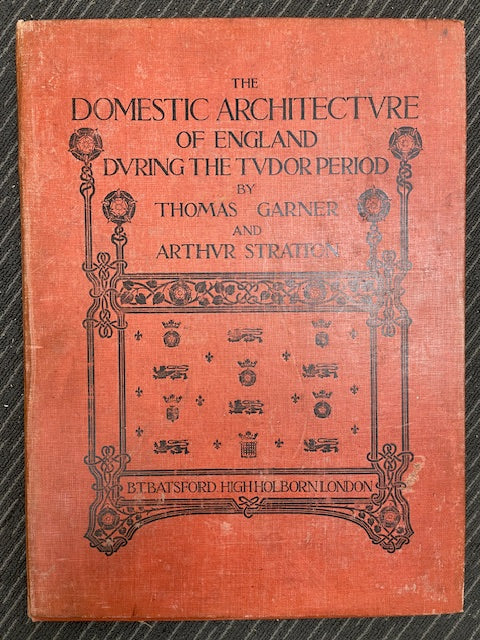 THE
DOMESTIC ARCHITECTVRE
OF ENGLAND
DVRING THE TVDOR PERIOD
BY
THOMAS GARNER
AND
ARTHVR STRATTON
B.T. BATSFORD. HIGH HOLBORN LONDON